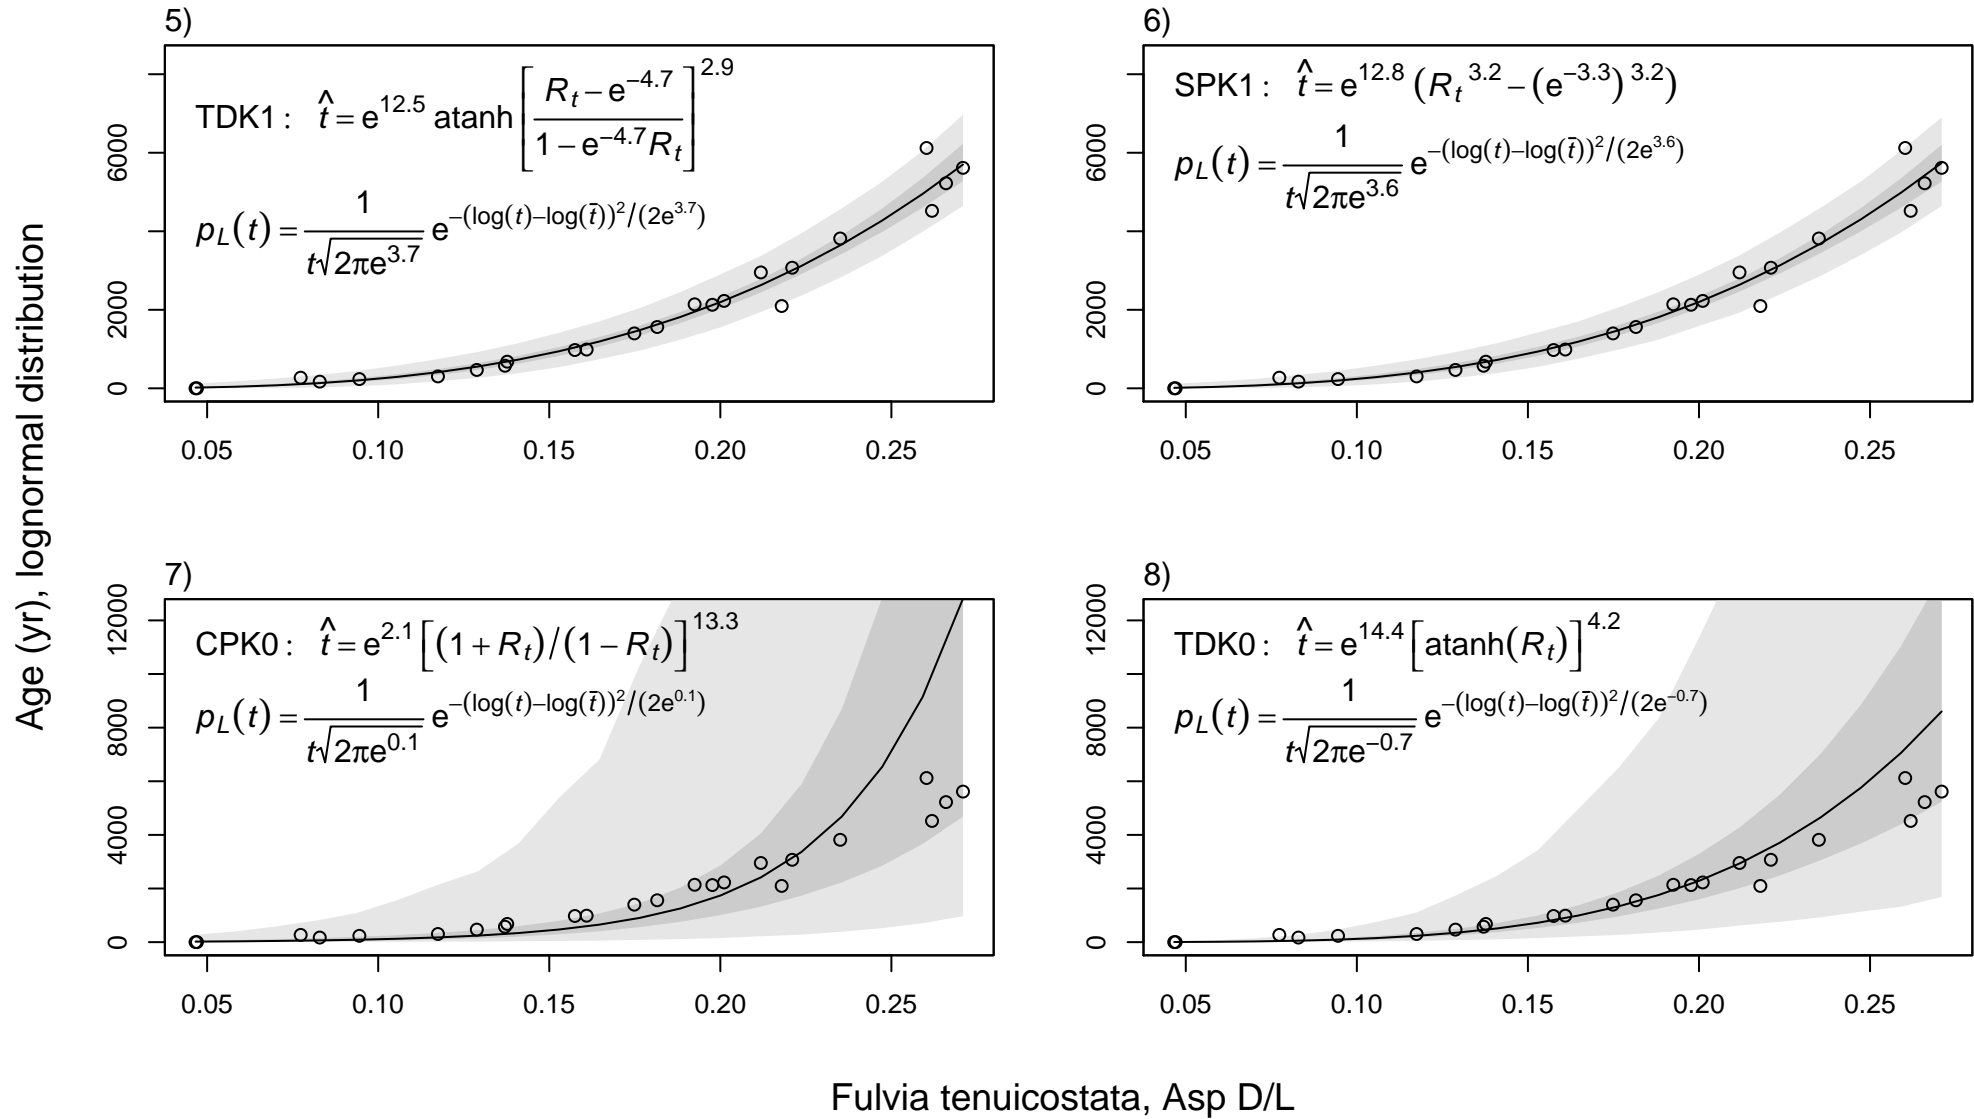 5)
TDK1 : t̂ = e^12.5 atanh [ (R_t − e^−4.7) / (1 − e^−4.7 R_t) ]^2.9
p_L(t) = 1 / (t√(2πe^3.7)) e^−(log(t)−log(t̄))^2/(2e^3.7)
6000
2000
0
0.05 0.10 0.15 0.20 0.25
6)
SPK1 : t̂ = e^12.8 (R_t^3.2 − (e^−3.3)^3.2)
p_L(t) = 1 / (t√(2πe^3.6)) e^−(log(t)−log(t̄))^2/(2e^3.6)
6000
2000
0
0.05 0.10 0.15 0.20 0.25
7)
CPK0 : t̂ = e^2.1 [(1 + R_t)/(1 − R_t)]^13.3
p_L(t) = 1 / (t√(2πe^0.1)) e^−(log(t)−log(t̄))^2/(2e^0.1)
12000
8000
4000
0
0.05 0.10 0.15 0.20 0.25
8)
TDK0 : t̂ = e^14.4 [atanh(R_t)]^4.2
p_L(t) = 1 / (t√(2πe^−0.7)) e^−(log(t)−log(t̄))^2/(2e^−0.7)
12000
8000
4000
0
0.05 0.10 0.15 0.20 0.25
Age (yr), lognormal distribution
Fulvia tenuicostata, Asp D/L